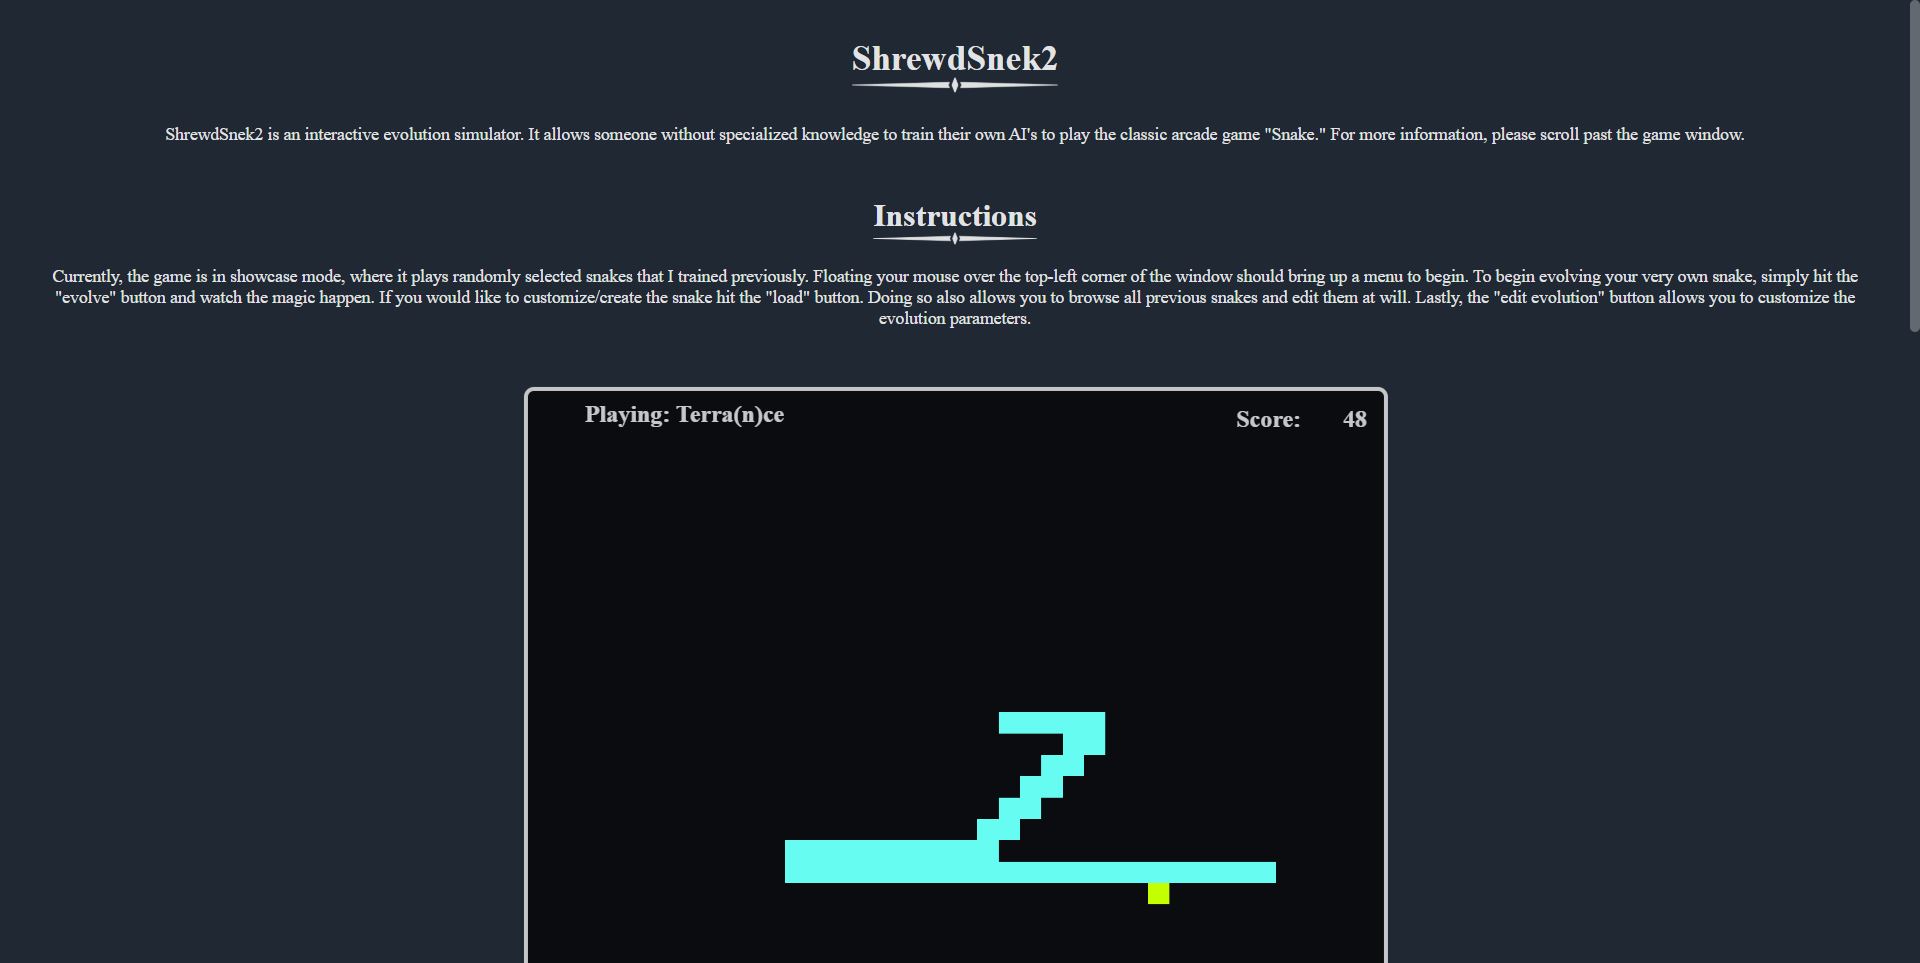 ShrewdSnek2
ShrewdSnek2 is an interactive evolution simulator. It allows someone without specialized knowledge to train their own AI's to play the classic arcade game "Snake." For more information, please scroll past the game window.
Instructions
Currently, the game is in showcase mode, where it plays randomly selected snakes that I trained previously. Floating your mouse over the top-left corner of the window should bring up a menu to begin. To begin evolving your very own snake, simply hit the
"evolve" button and watch the magic happen. If you would like to customize/create the snake hit the "load" button. Doing so also allows you to browse all previous snakes and edit them at will. Lastly, the "edit evolution" button allows you to customize the
evolution parameters.
Playing: Terra(n)ce
Score: 48